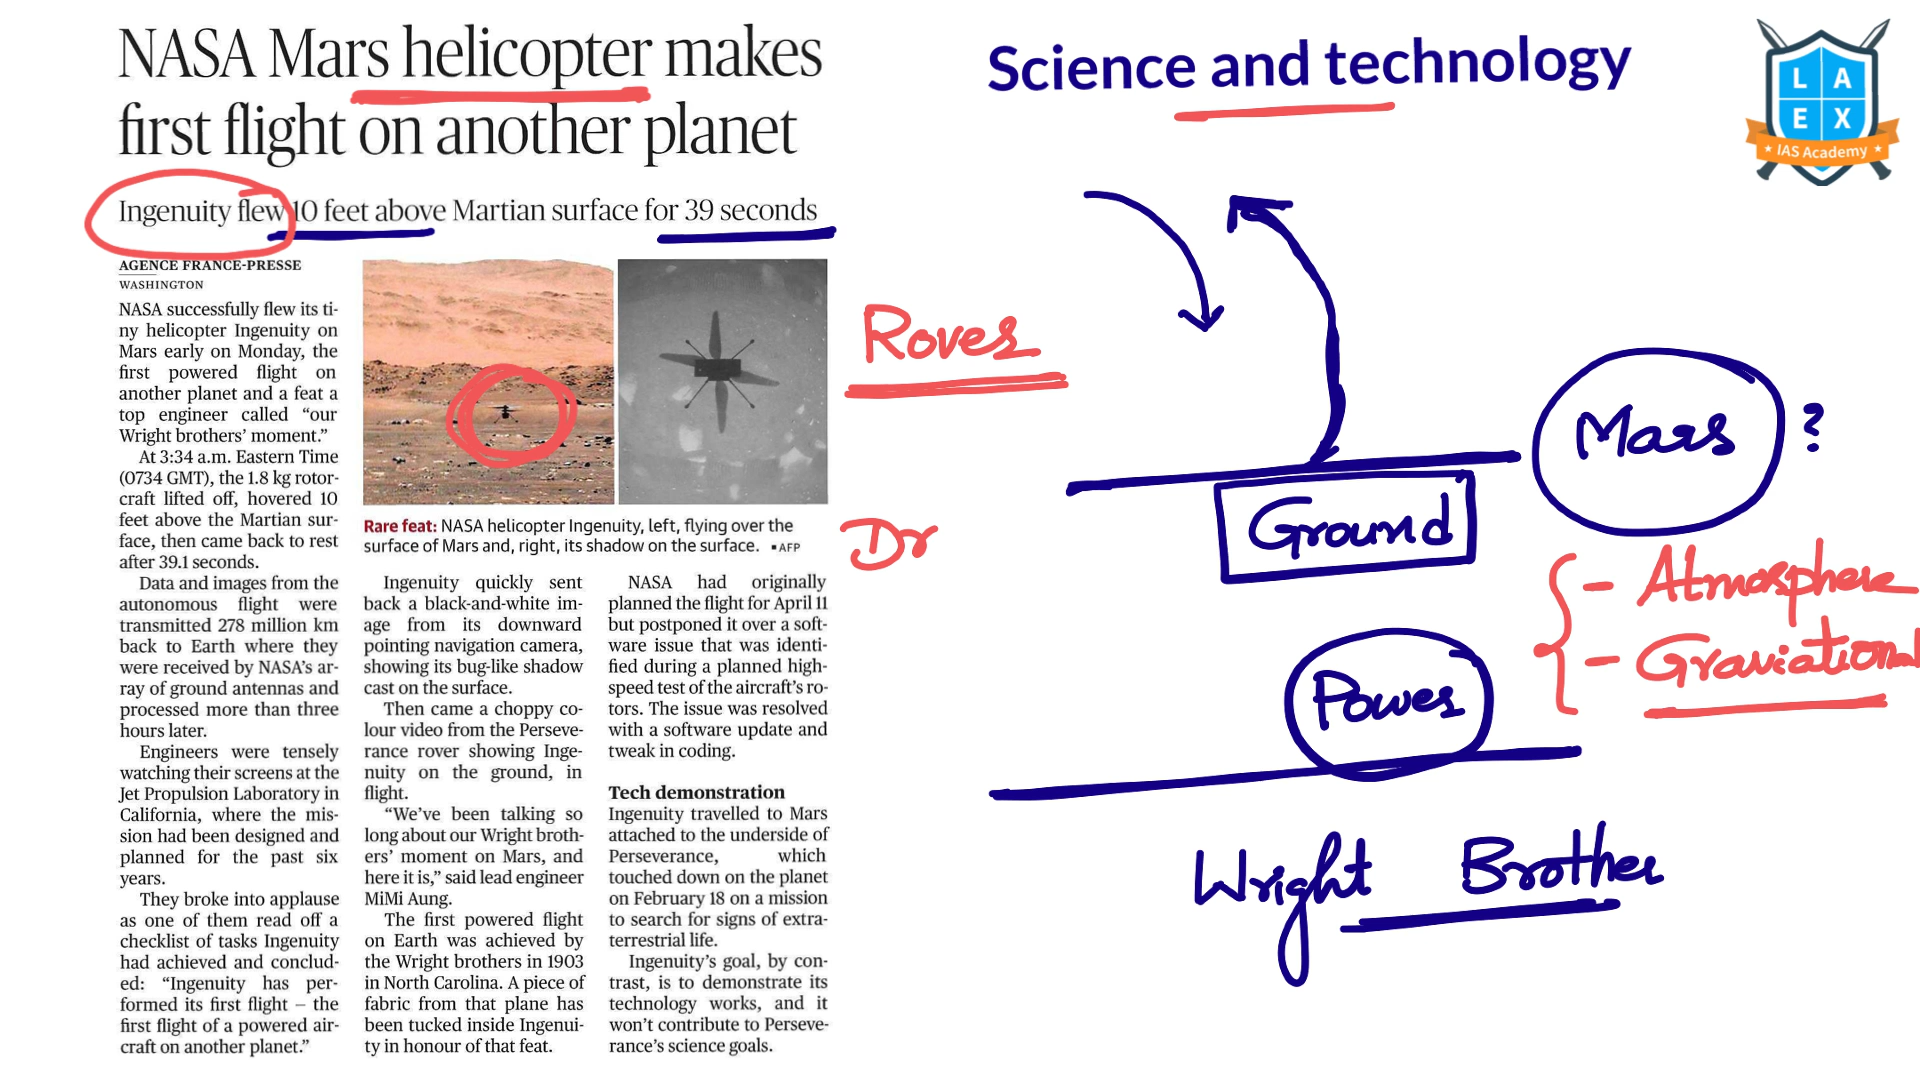 NASA Mars helicopter makes
first flight on another planet
Ingenuity flew 10 feet above Martian surface for 39 seconds
AGENCE FRANCE-PRESSE
WASHINGTON
NASA successfully flew its ti-
ny helicopter Ingenuity on
Mars early on Monday, the
first powered flight on
another planet and a feat a
top engineer called “our
Wright brothers’ moment.”
At 3:34 a.m. Eastern Time
(0734 GMT), the 1.8 kg rotor-
craft lifted off, hovered 10
feet above the Martian sur-
face, then came back to rest
after 39.1 seconds.
Data and images from the
autonomous flight were
transmitted 278 million km
back to Earth where they
were received by NASA’s ar-
ray of ground antennas and
processed more than three
hours later.
Engineers were tensely
watching their screens at the
Jet Propulsion Laboratory in
California, where the mis-
sion had been designed and
planned for the past six
years.
They broke into applause
as one of them read off a
checklist of tasks Ingenuity
had achieved and conclud-
ed: “Ingenuity has per-
formed its first flight – the
first flight of a powered air-
craft on another planet.”
Rare feat: NASA helicopter Ingenuity, left, flying over the
surface of Mars and, right, its shadow on the surface. ▪AFP
Ingenuity quickly sent
back a black-and-white im-
age from its downward
pointing navigation camera,
showing its bug-like shadow
cast on the surface.
Then came a choppy co-
lour video from the Perseve-
rance rover showing Inge-
nuity on the ground, in
flight.
“We’ve been talking so
long about our Wright broth-
ers’ moment on Mars, and
here it is,” said lead engineer
MiMi Aung.
The first powered flight
on Earth was achieved by
the Wright brothers in 1903
in North Carolina. A piece of
fabric from that plane has
been tucked inside Ingenui-
ty in honour of that feat.
NASA had originally
planned the flight for April 11
but postponed it over a soft-
ware issue that was identi-
fied during a planned high-
speed test of the aircraft’s ro-
tors. The issue was resolved
with a software update and
tweak in coding.
Tech demonstration
Ingenuity travelled to Mars
attached to the underside of
Perseverance, which
touched down on the planet
on February 18 on a mission
to search for signs of extra-
terrestrial life.
Ingenuity’s goal, by con-
trast, is to demonstrate its
technology works, and it
won’t contribute to Perseve-
rance’s science goals.
Science and technology
L A
E X
IAS Academy
Rover
Dr
Mars ?
Ground
- Atmosphere
- Graviational
Power
Wright Brother